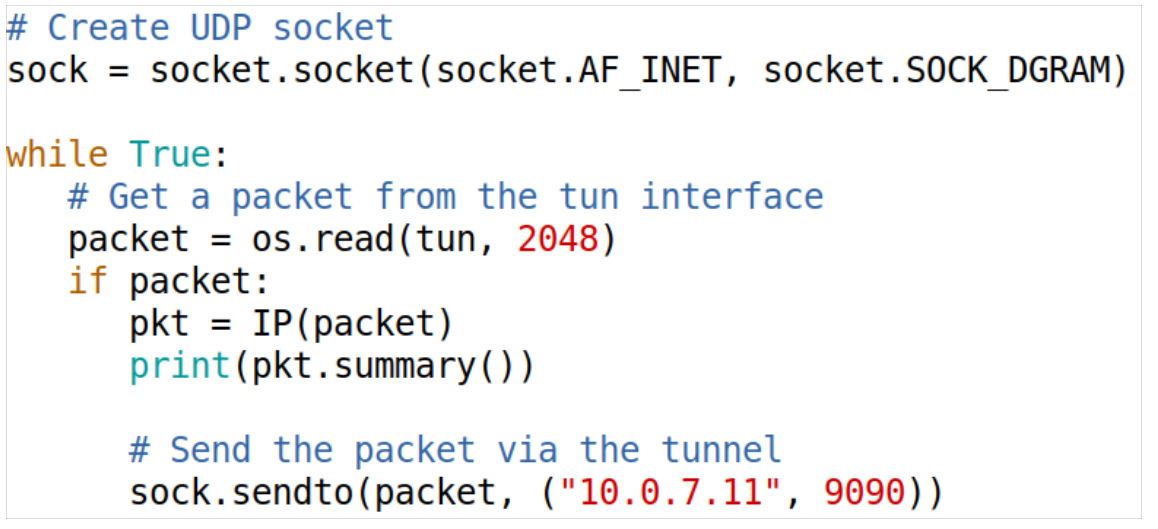 # Create UDP socket
sock = socket.socket(socket.AF_INET, socket.SOCK_DGRAM)

while True:
   # Get a packet from the tun interface
   packet = os.read(tun, 2048)
   if packet:
      pkt = IP(packet)
      print(pkt.summary())

      # Send the packet via the tunnel
      sock.sendto(packet, ("10.0.7.11", 9090))